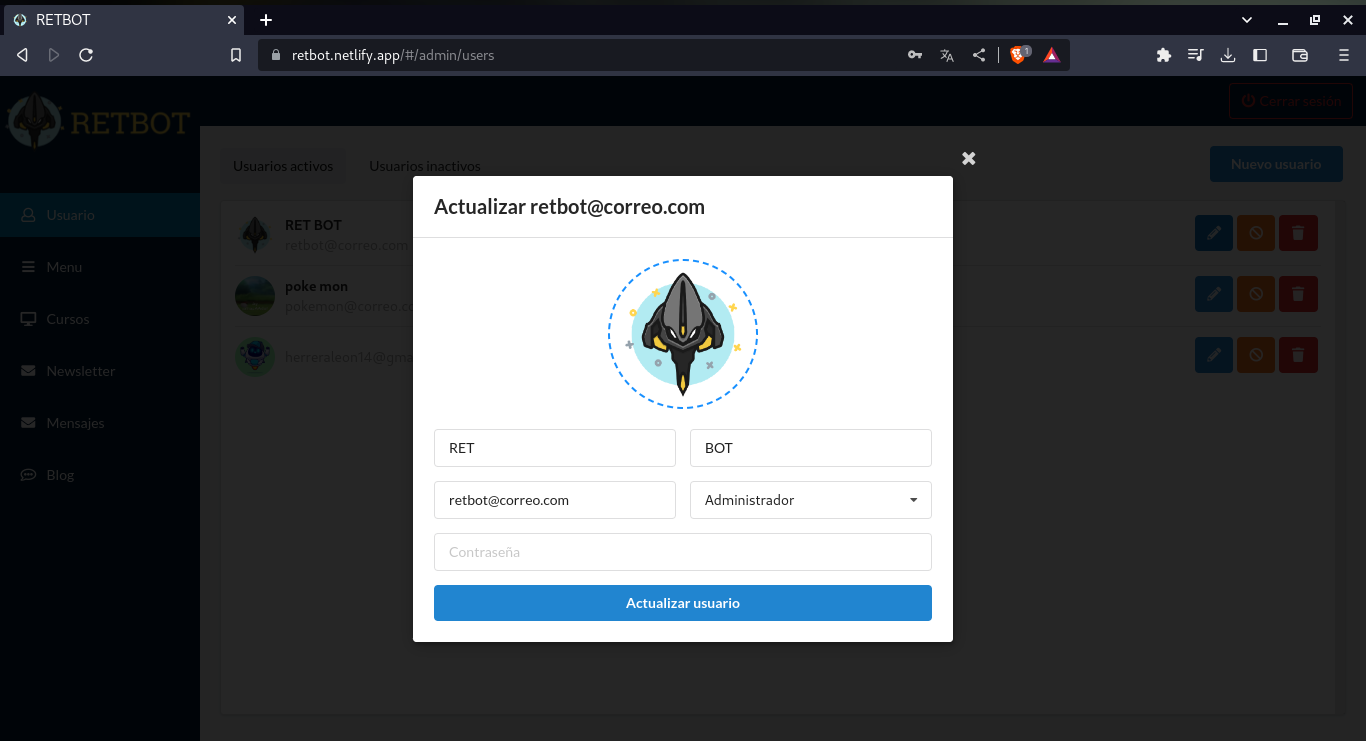 RETBOT
retbot.netlify.app/#/admin/users
1
RETBOT
Cerrar sesión
Usuarios activos
Usuarios inactivos
Nuevo usuario
Usuario
Menu
Cursos
Newsletter
Mensajes
Blog
RET BOT
retbot@correo.com
poke mon
pokemon@correo.co
herreraleon14@gma
Actualizar retbot@correo.com
RET
BOT
retbot@correo.com
Administrador
Contraseña
Actualizar usuario